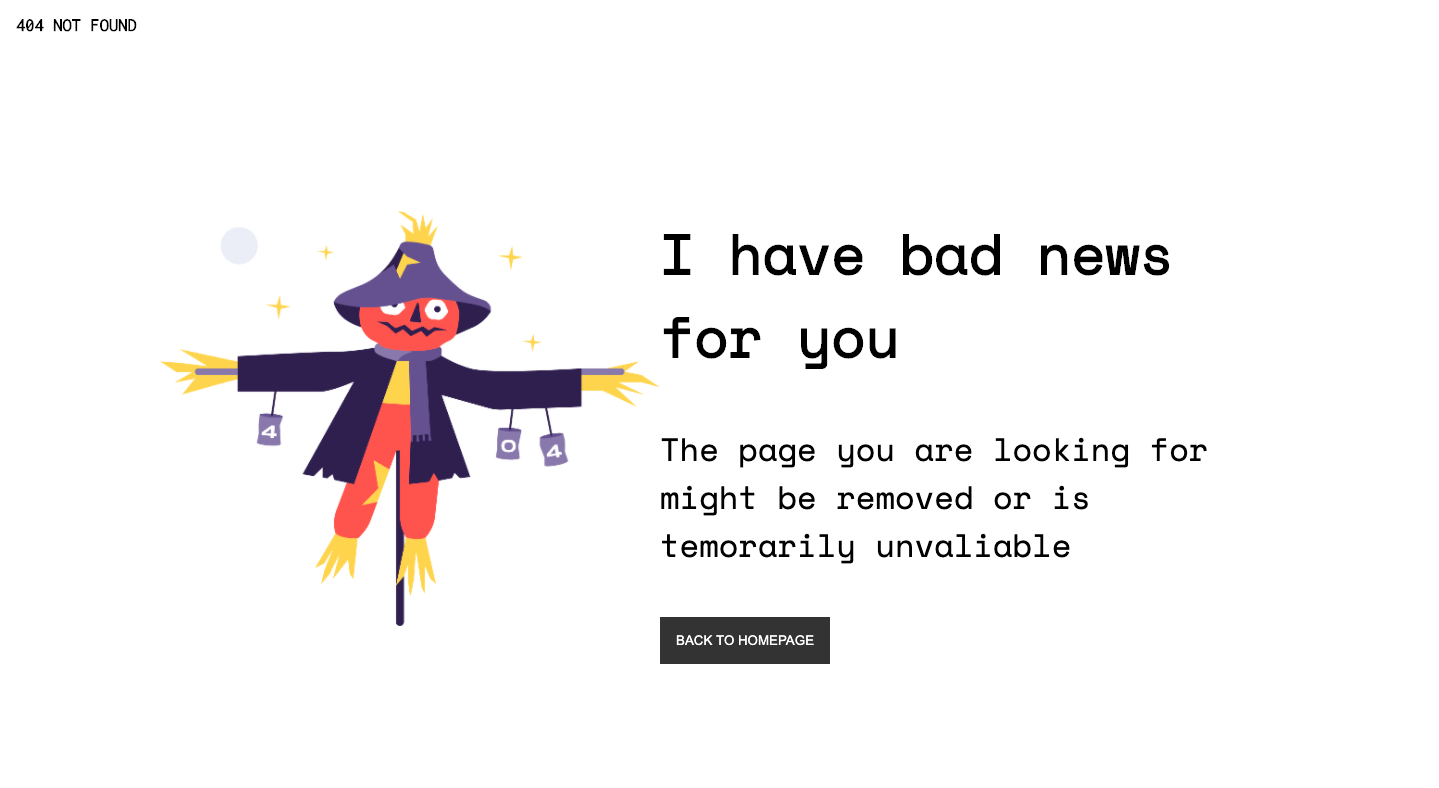 404 NOT FOUND
I have bad news
for you
4
0
4
The page you are looking for
might be removed or is
temorarily unvaliable
BACK TO HOMEPAGE